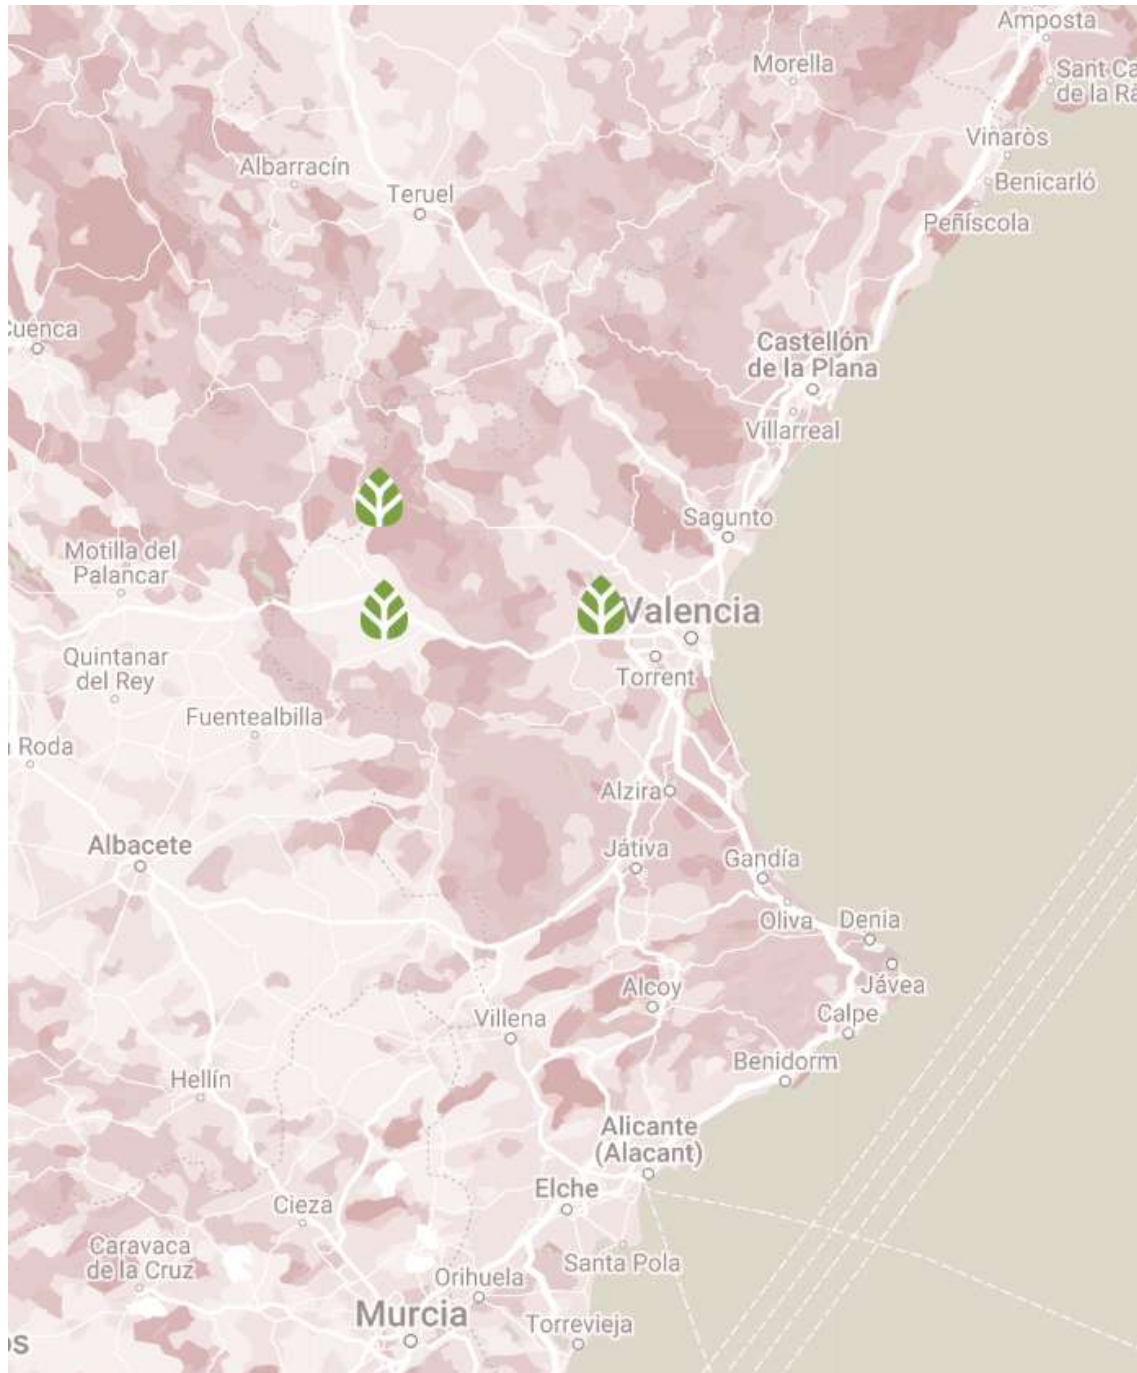 Amposta
Morella
Sant Ca
de la Rà
Vinaròs
Albarracín
Benicarló
Teruel
Peñíscola
Cuenca
Castellón
de la Plana
Villarreal
Sagunto
Motilla del
Palancar
Valencia
Quintanar
del Rey
Torrent
Fuentealbilla
a Roda
Alzira
Albacete
Játiva
Gandía
Oliva
Denia
Jávea
Alcoy
Villena
Calpe
Benidorm
Hellín
Alicante
(Alacant)
Elche
Cieza
Caravaca
de la Cruz
Santa Pola
Orihuela
Murcia
Torrevieja
os